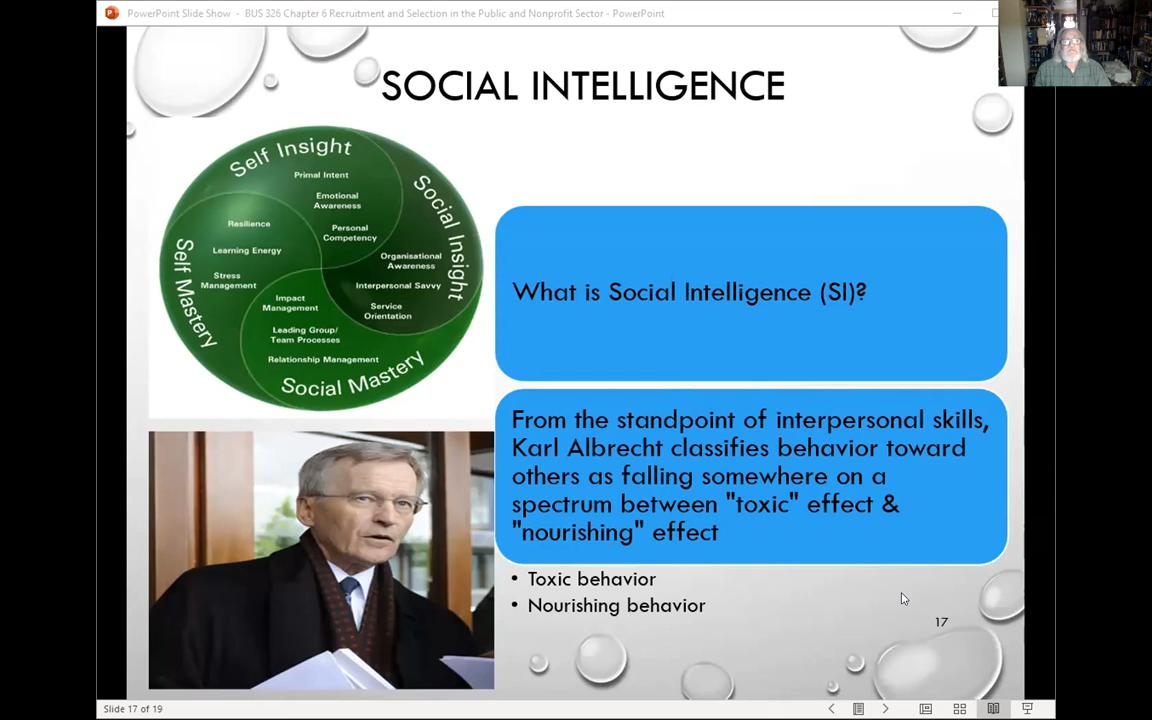 PowerPoint Slide Show - BUS 326 Chapter 6 Recruitment and Selection in the Public and Nonprofit Sector - PowerPoint
SOCIAL INTELLIGENCE
Self Insight
Primal Intent
Emotional
Awareness
Personal
Competency
Social Insight
Organisational
Awareness
Interpersonal Savvy
Service
Orientation
Self Mastery
Resilience
Learning Energy
Stress
Management
Impact
Management
Leading Group/
Team Processes
Relationship Management
Social Mastery
What is Social Intelligence (SI)?
From the standpoint of interpersonal skills,
Karl Albrecht classifies behavior toward
others as falling somewhere on a
spectrum between "toxic" effect &
"nourishing" effect
• Toxic behavior
• Nourishing behavior
17
Slide 17 of 19